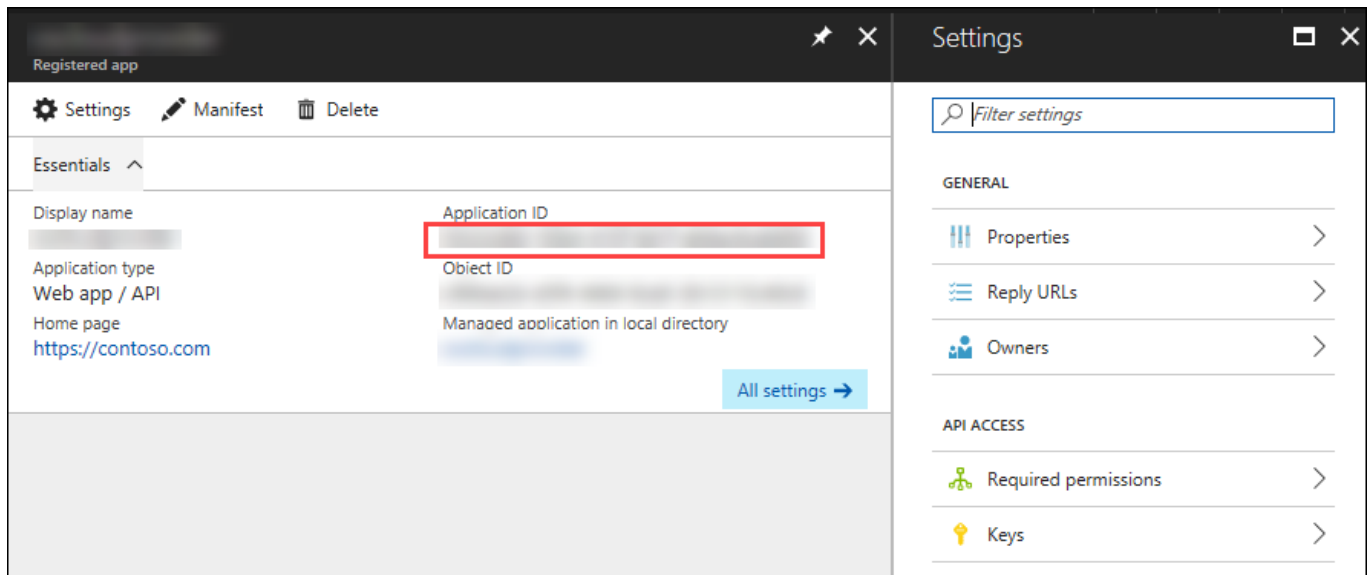 Registered app
Settings
Manifest
Delete
Essentials
Display name
Application ID
Application type
Web app / API
Object ID
Home page
https://contoso.com
Managed application in local directory
All settings
Settings
Filter settings
GENERAL
Properties
Reply URLs
Owners
API ACCESS
Required permissions
Keys